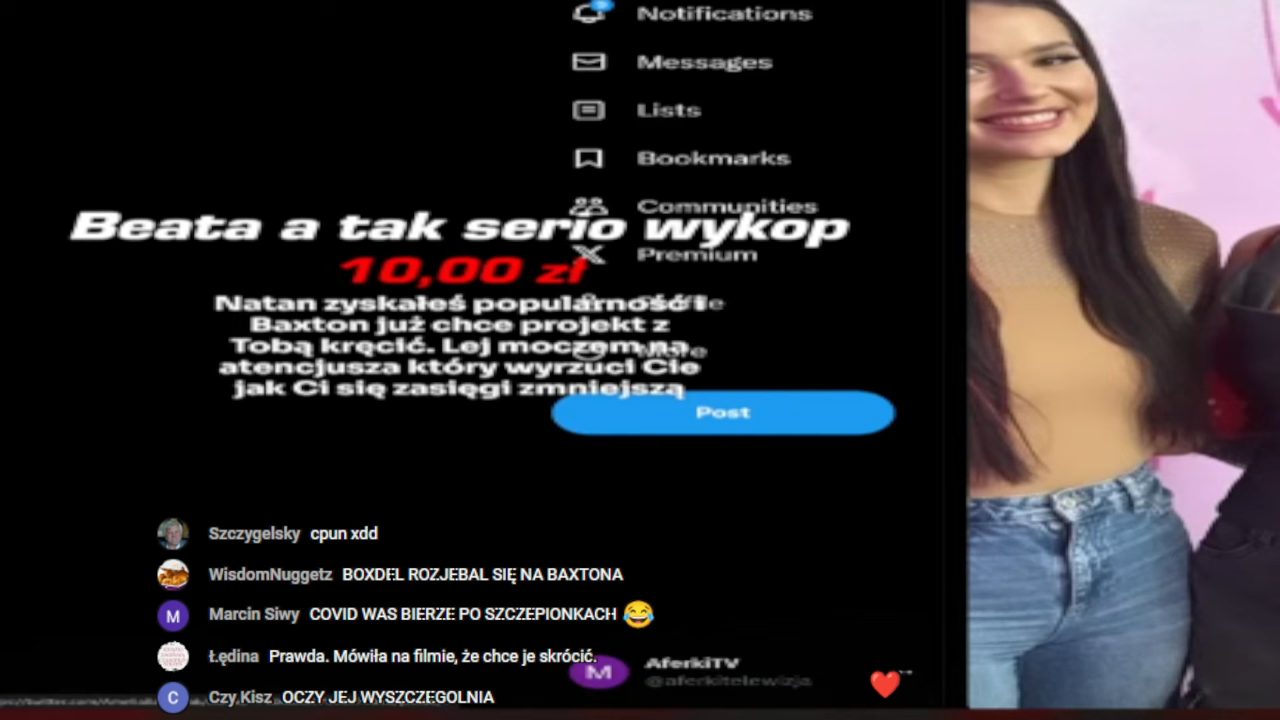 Notifications
Messages
Lists
Bookmarks
Communities
Premium
More
Post
Beata a tak serio wykop
10,00 zł
Natan zyskałeś popularność i
Baxton już chce projekt z
Tobą kręcić. Lej moczem na
atencjusza który wyrzuci Cie
jak Ci się zasięgi zmniejszą
Szczygelsky cpun xdd
WisdomNuggetz BOXDEL ROZJEBAL SIĘ NA BAXTONA
M Marcin Siwy COVID WAS BIERZE PO SZCZEPIONKACH 😂
Łędina Prawda. Mówiła na filmie, że chce je skrócić.
M AferkiTV
@aferkitelewizja
C Czy Kisz OCZY JEJ WYSZCZEGOLNIA